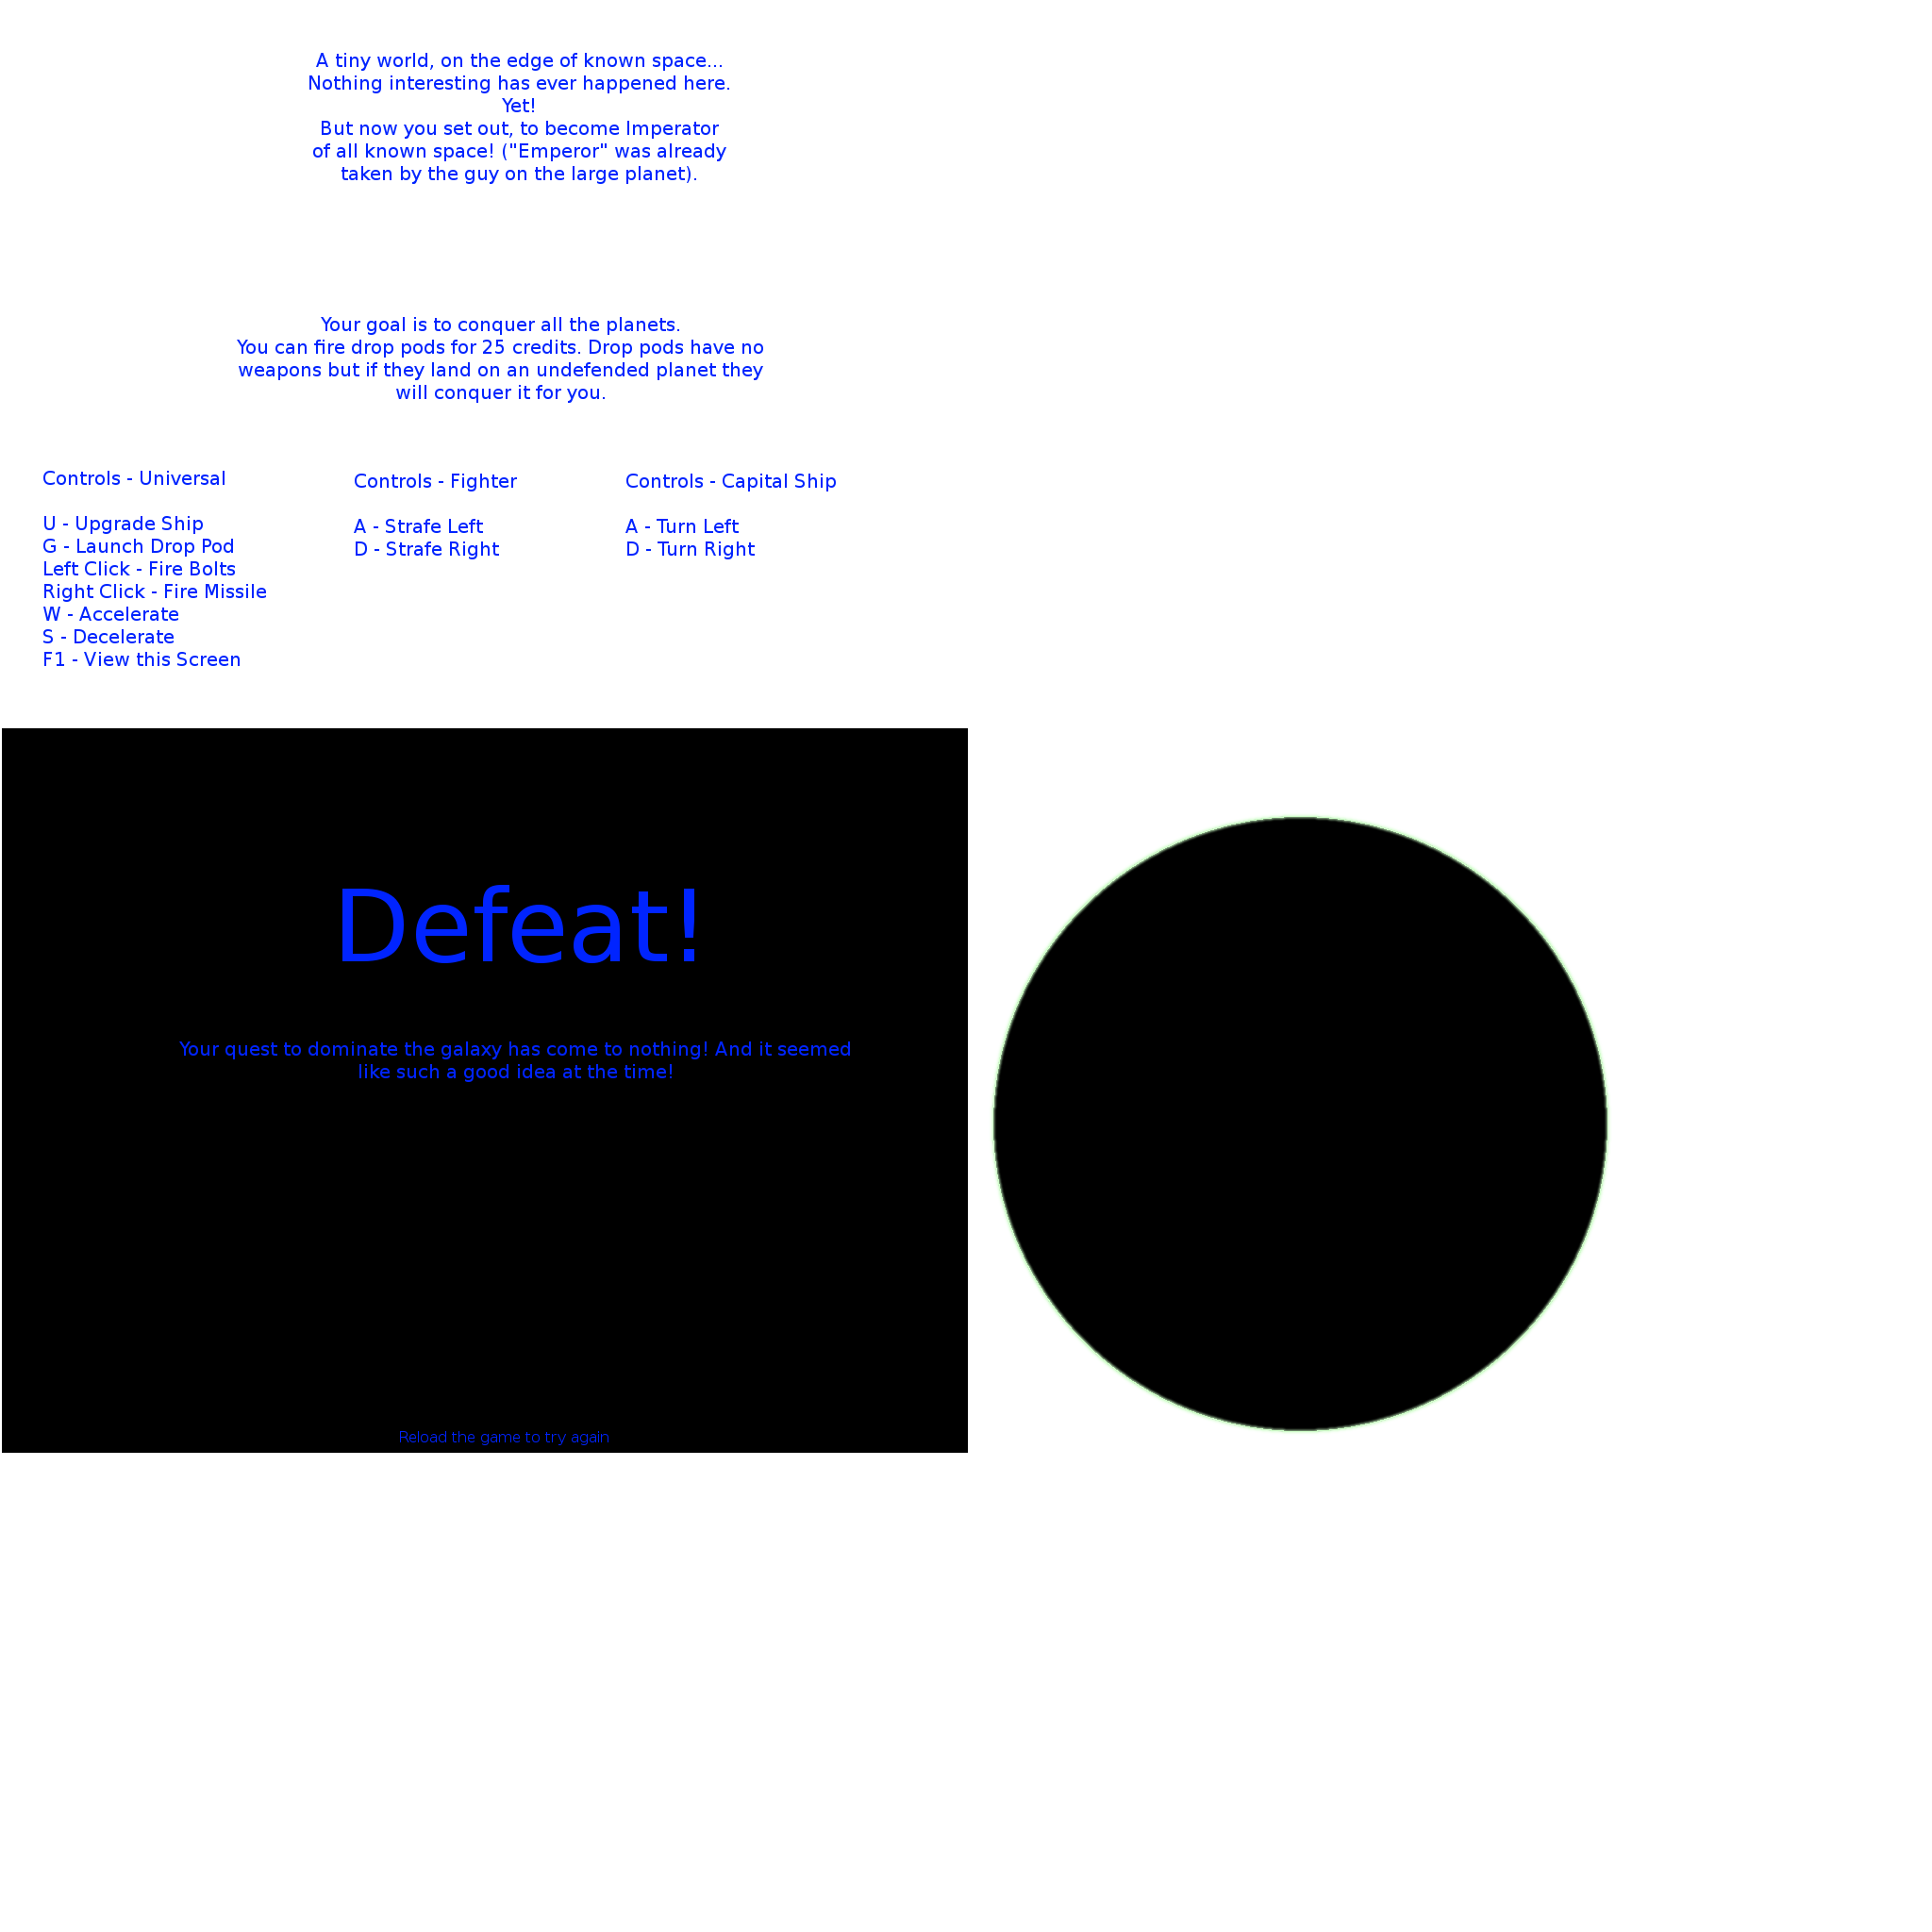 A tiny world, on the edge of known space...
Nothing interesting has ever happened here.
Yet!
But now you set out, to become Imperator
of all known space! ("Emperor" was already
taken by the guy on the large planet).
Your goal is to conquer all the planets.
You can fire drop pods for 25 credits. Drop pods have no
weapons but if they land on an undefended planet they
will conquer it for you.
Controls - Universal
U - Upgrade Ship
G - Launch Drop Pod
Left Click - Fire Bolts
Right Click - Fire Missile
W - Accelerate
S - Decelerate
F1 - View this Screen
Controls - Fighter
A - Strafe Left
D - Strafe Right
Controls - Capital Ship
A - Turn Left
D - Turn Right
Defeat!
Your quest to dominate the galaxy has come to nothing! And it seemed
like such a good idea at the time!
Reload the game to try again